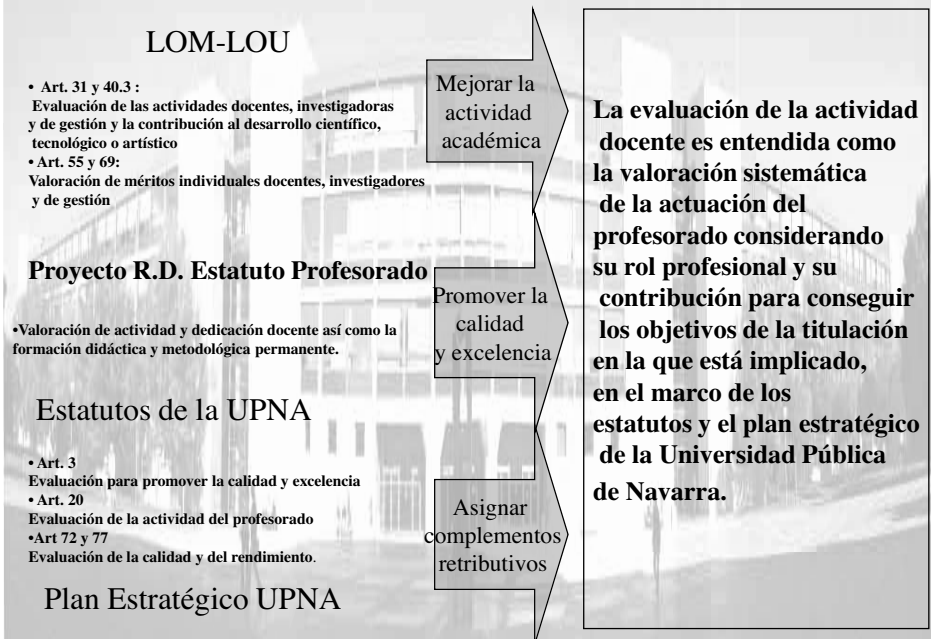 LOM-LOU
• Art. 31 y 40.3 :
Evaluación de las actividades docentes, investigadoras
y de gestión y la contribución al desarrollo científico,
tecnológico o artístico
• Art. 55 y 69:
Valoración de méritos individuales docentes, investigadores
y de gestión
Proyecto R.D. Estatuto Profesorado
•Valoración de actividad y dedicación docente así como la
formación didáctica y metodológica permanente.
Estatutos de la UPNA
• Art. 3
Evaluación para promover la calidad y excelencia
• Art. 20
Evaluación de la actividad del profesorado
•Art 72 y 77
Evaluación de la calidad y del rendimiento.
Plan Estratégico UPNA
Mejorar la
actividad
académica
Promover la
calidad
y excelencia
Asignar
complementos
retributivos
La evaluación de la actividad
docente es entendida como
la valoración sistemática
de la actuación del
profesorado considerando
su rol profesional y su
contribución para conseguir
los objetivos de la titulación
en la que está implicado,
en el marco de los
estatutos y el plan estratégico
de la Universidad Pública
de Navarra.